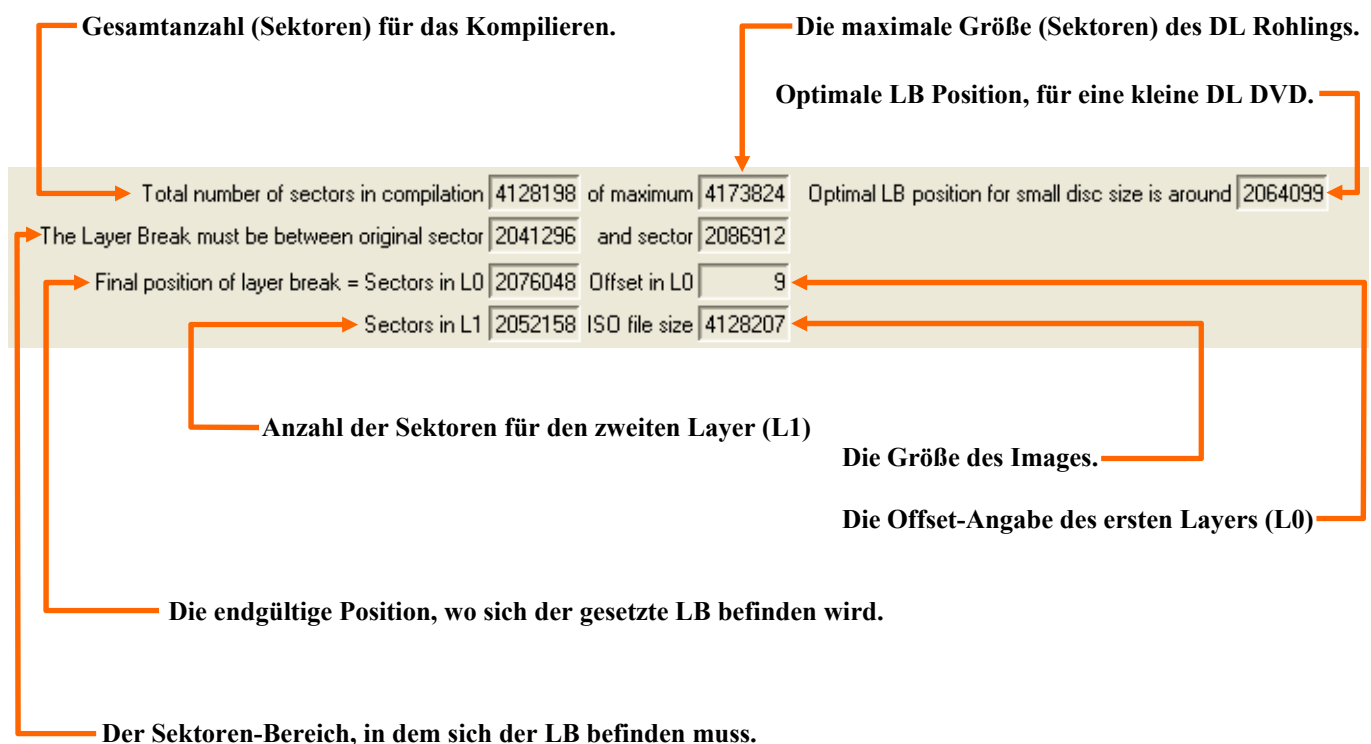 Gesamtanzahl (Sektoren) für das Kompilieren.
Die maximale Größe (Sektoren) des DL Rohlings.
Optimale LB Position, für eine kleine DL DVD.
Total number of sectors in compilation 4128198 of maximum 4173824 Optimal LB position for small disc size is around 2064099
The Layer Break must be between original sector 2041296 and sector 2086912
Final position of layer break = Sectors in L0 2076048 Offset in L0 9
Sectors in L1 2052158 ISO file size 4128207
Anzahl der Sektoren für den zweiten Layer (L1)
Die Größe des Images.
Die Offset-Angabe des ersten Layers (L0)
Die endgültige Position, wo sich der gesetzte LB befinden wird.
Der Sektoren-Bereich, in dem sich der LB befinden muss.